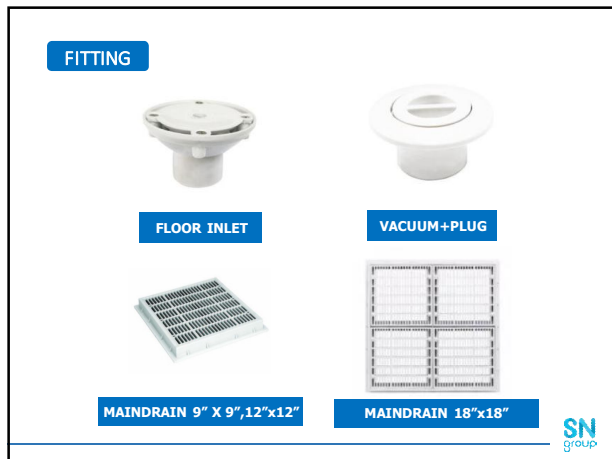 FITTING
FLOOR INLET
VACUUM+PLUG
MAINDRAIN 9” X 9”,12”x12”
MAINDRAIN 18”x18”
SN
group